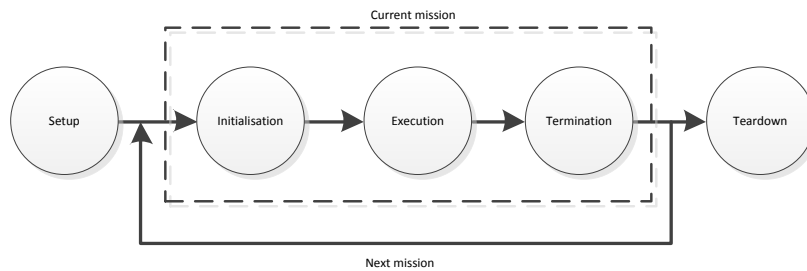 Current mission
Setup
Initialisation
Execution
Termination
Teardown
Next mission